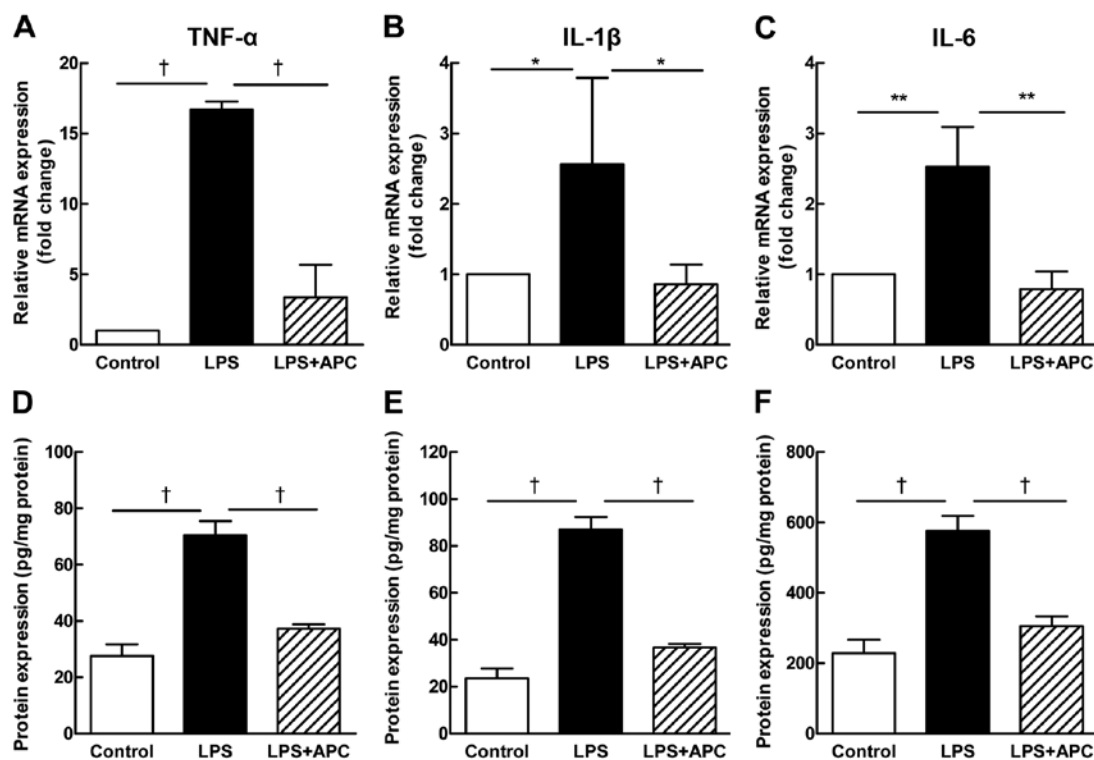 A
TNF-α
Relative mRNA expression
(fold change)
20
15
10
5
0
†
†
Control
LPS
LPS+APC
B
IL-1β
Relative mRNA expression
(fold change)
4
3
2
1
0
*
*
Control
LPS
LPS+APC
C
IL-6
Relative mRNA expression
(fold change)
4
3
2
1
0
**
**
Control
LPS
LPS+APC
D
Protein expression (pg/mg protein)
100
80
60
40
20
0
†
†
Control
LPS
LPS+APC
E
Protein expression (pg/mg protein)
120
100
80
60
40
20
0
†
†
Control
LPS
LPS+APC
F
Protein expression (pg/mg protein)
800
600
400
200
0
†
†
Control
LPS
LPS+APC